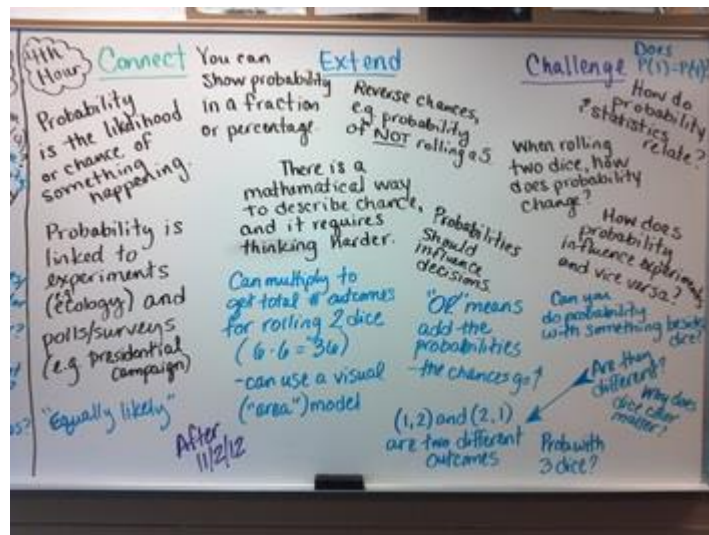 4th
Hour
Connect
Probability
is the liklihood
or chance of
something
happening.
Probability is
linked to
experiments
(ecology) and
polls/surveys
(e.g. presidential
campaign)
"Equally likely"
You can
show probability
in a fraction
or percentage.
Extend
Reverse chances,
e.g. probability
of NOT rolling a 5
There is a
mathematical way
to describe chance,
and it requires
thinking harder.
Probabilities
should
influence
decisions.
Can multiply to
get total # outcomes
for rolling 2 dice
(6·6=36)
-can use a visual
("area") model
"OR" means
add the
probabilities
-the chances go ↑
(1,2) and (2,1)
are two different
outcomes
After
11/2/12
Challenge
Does
How do
probability
statistics
relate?
When rolling
two dice, how
does probability
change?
How does
probability
influence experiments
and vice versa?
Can you
do probability
with something besides
dice?
Are they
different?
Why does
dice color
matter?
Proba with
3 dice?